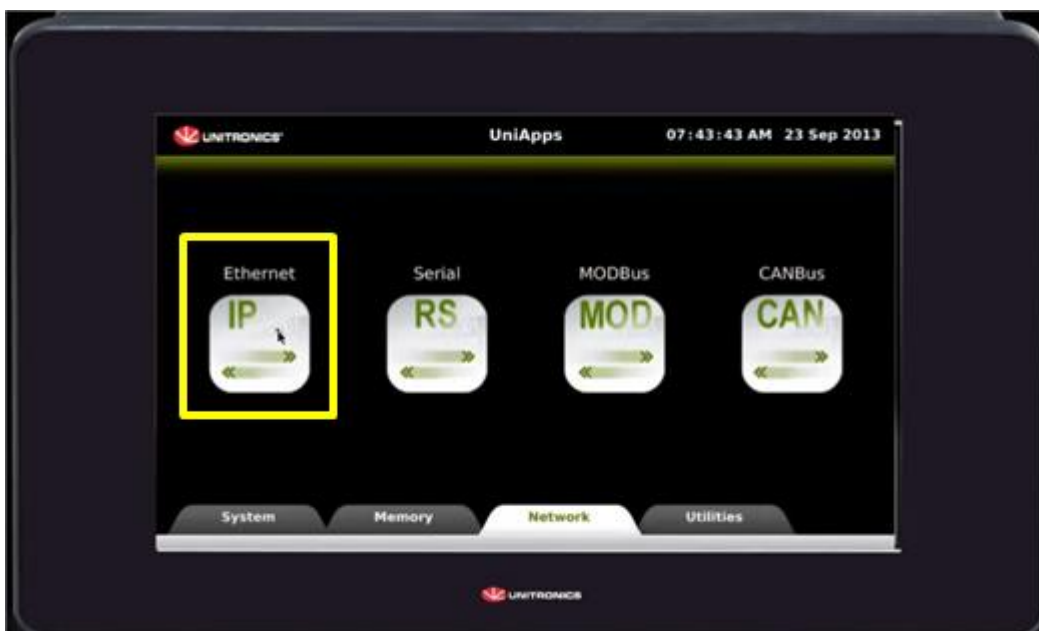 UNITRONICS
UniApps
07:43:43 AM 23 Sep 2013
Ethernet
Serial
MODBus
CANBus
IP
RS
MOD
CAN
System
Memory
Network
Utilities
UNITRONICS